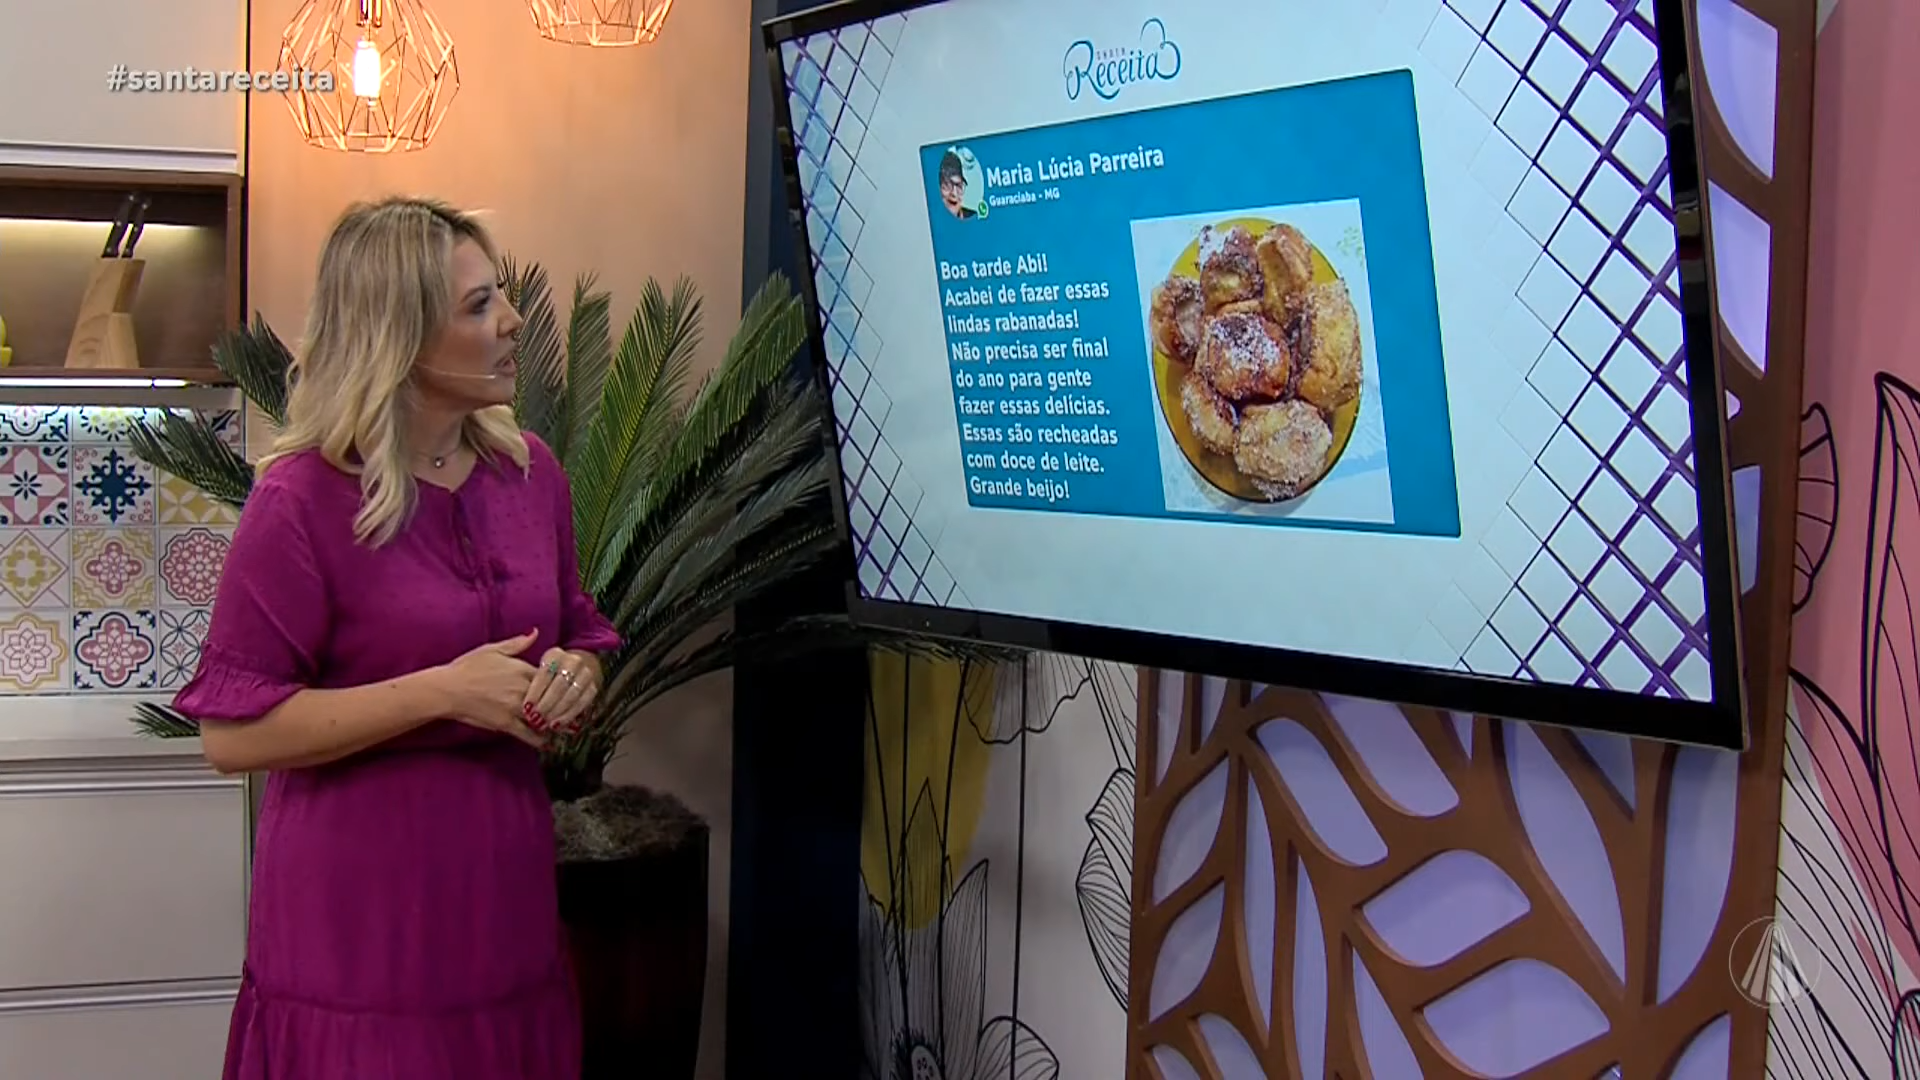 #santareceita
Santa
Receita
Maria Lúcia Parreira
Guaraciaba - MG
Boa tarde Abi!
Acabei de fazer essas
lindas rabanadas!
Não precisa ser final
do ano para gente
fazer essas delícias.
Essas são recheadas
com doce de leite.
Grande beijo!